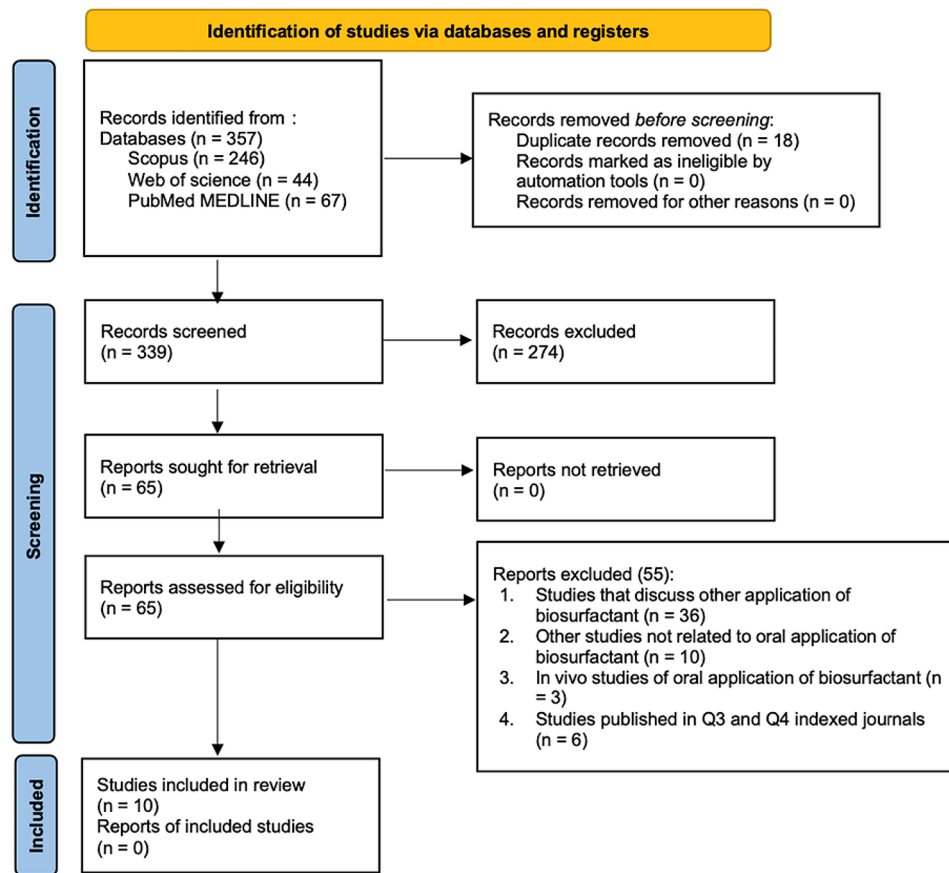 Identification of studies via databases and registers
Identification
Records identified from :
Databases (n = 357)
Scopus = 246)
Web of science (n = 44)
PubMed MEDLINE (n = 67)
Records removed before screening:
Duplicate records removed (n = 18)
Records marked as ineligible by
automation tools (n = 0)
Records removed for other reasons (n = 0)
Screening
Records screened
(n = 339)
Records excluded
(n = 274)
Reports sought for retrieval
(n = 65)
Reports not retrieved
(n = 0)
Reports assessed for eligibility
(n = 65)
Reports excluded (55):
1. Studies that discuss other application of
biosurfactant (n = 36)
2. Other studies not related to oral application of
biosurfactant (n = 10)
3. In vivo studies of oral application of biosurfactant (n
= 3)
4. Studies published in Q3 and Q4 indexed journals
(n = 6)
Included
Studies included in review
(n = 10)
Reports of included studies
(n = 0)